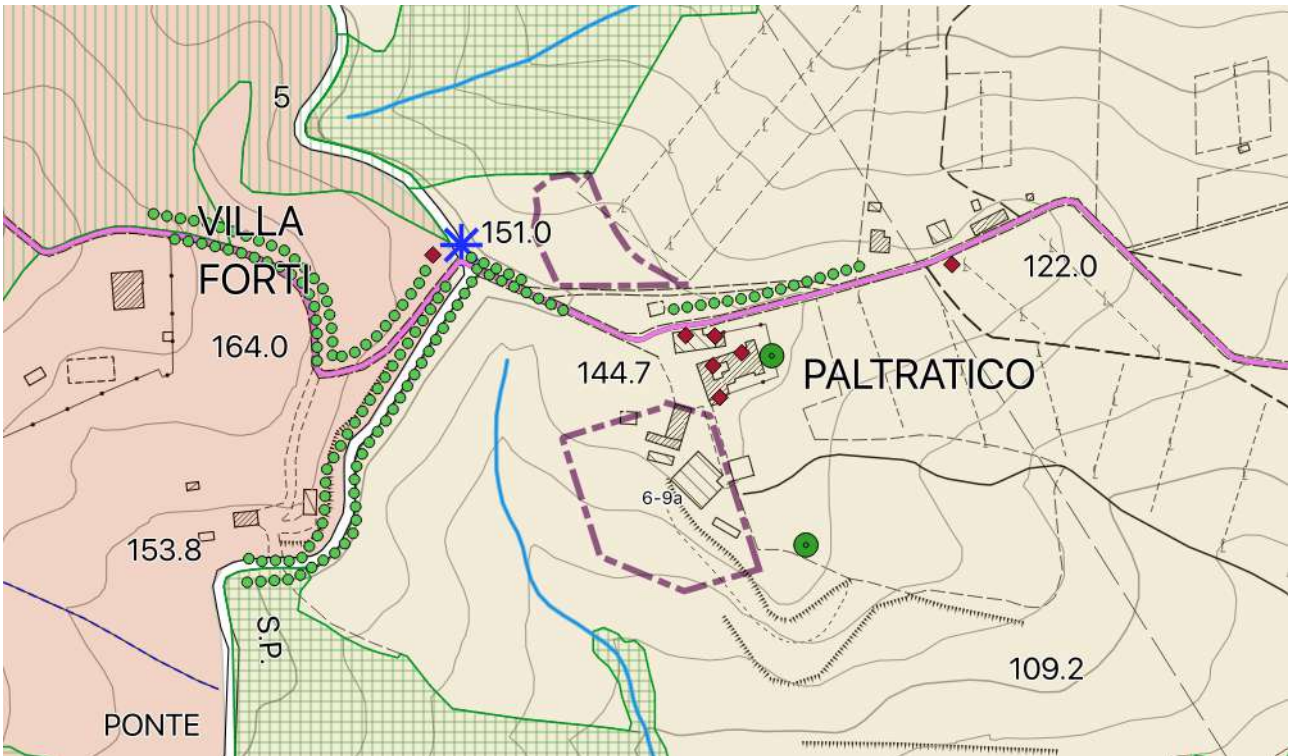 5
VILLA
FORTI
151.0
164.0
122.0
144.7
PALTRATICO
6-9a
153.8
S.P.
109.2
PONTE